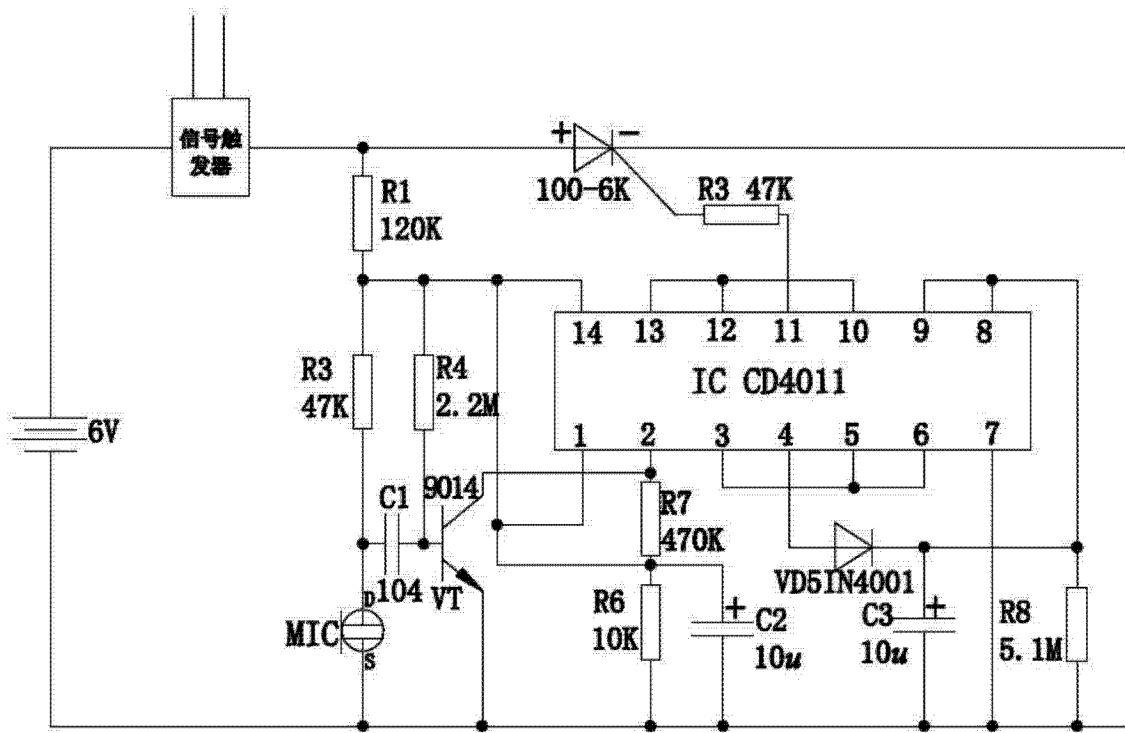 信号触
发器
+
-
100-6K
R3 47K
R1
120K
14 13 12 11 10 9 8
IC CD4011
1 2 3 4 5 6 7
R3
47K
R4
2.2M
6V
9014
C1
R7
470K
104
D
VT
VD5IN4001
MIC
S
R6
10K
+
C2
10u
C3
10u
+
R8
5.1M